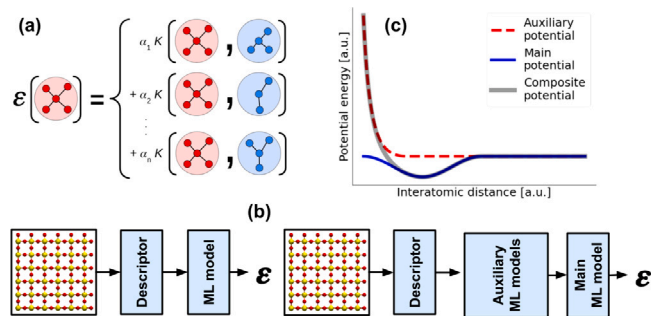 (a)
ε = α₁ K ( , )
+ α₂ K ( , )
⋮
+ αₙ K ( , )
(c)
Potential energy [a.u.]
Auxiliary
potential
Main
potential
Composite
potential
Interatomic distance [a.u.]
(b)
Descriptor
ML model
ε
Descriptor
Auxiliary
ML models
Main
ML model
ε